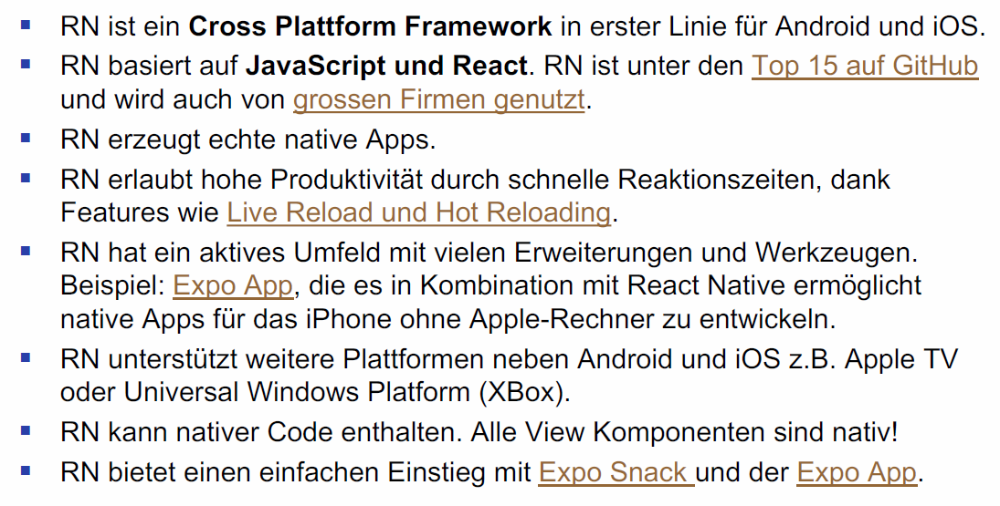 RN ist ein Cross Plattform Framework in erster Linie für Android und iOS.
RN basiert auf JavaScript und React. RN ist unter den Top 15 auf GitHub
und wird auch von grossen Firmen genutzt.
RN erzeugt echte native Apps.
RN erlaubt hohe Produktivität durch schnelle Reaktionszeiten, dank
Features wie Live Reload und Hot Reloading.
RN hat ein aktives Umfeld mit vielen Erweiterungen und Werkzeugen.
Beispiel: Expo App, die es in Kombination mit React Native ermöglicht
native Apps für das iPhone ohne Apple-Rechner zu entwickeln.
RN unterstützt weitere Plattformen neben Android und iOS z.B. Apple TV
oder Universal Windows Platform (XBox).
RN kann nativer Code enthalten. Alle View Komponenten sind nativ!
RN bietet einen einfachen Einstieg mit Expo Snack und der Expo App.